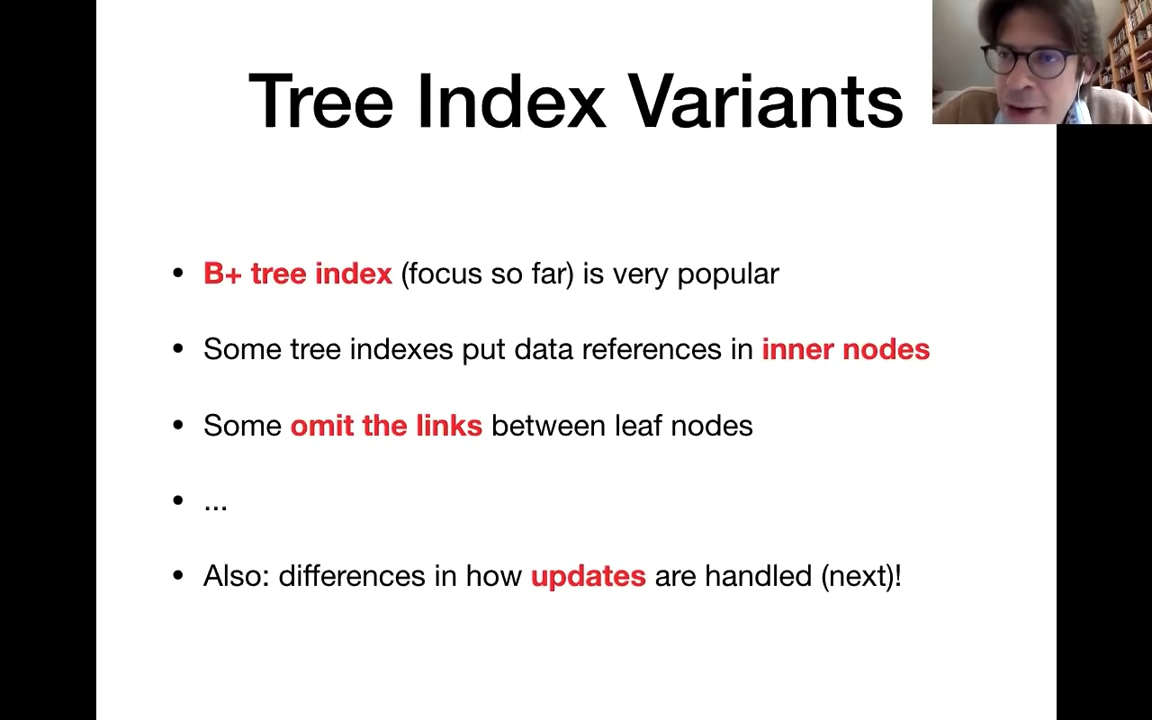 Tree Index Variants
• B+ tree index (focus so far) is very popular
• Some tree indexes put data references in inner nodes
• Some omit the links between leaf nodes
• ...
• Also: differences in how updates are handled (next)!